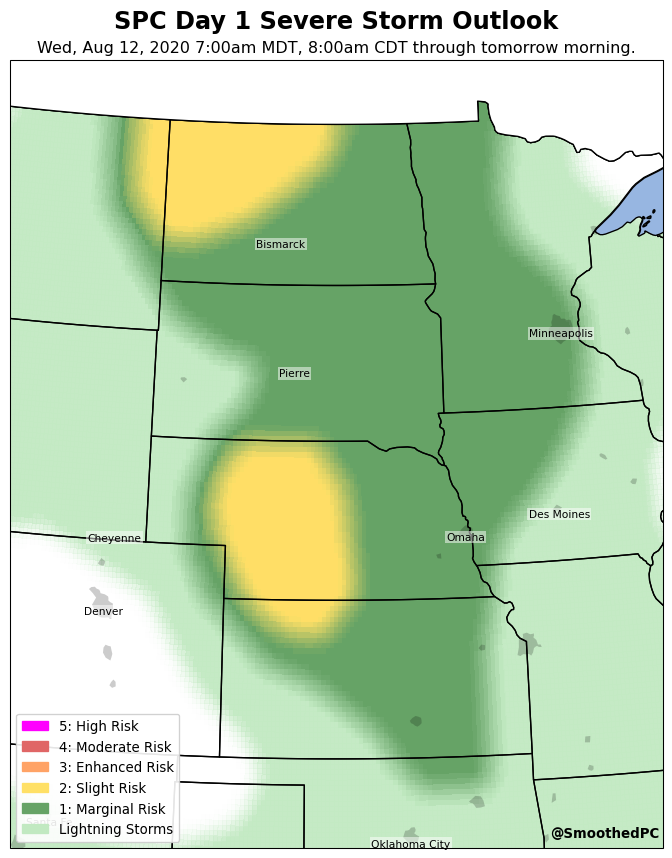 SPC Day 1 Severe Storm Outlook
Wed, Aug 12, 2020 7:00am MDT, 8:00am CDT through tomorrow morning.
Bismarck
Minneapolis
Pierre
Des Moines
Omaha
Cheyenne
Denver
5: High Risk
4: Moderate Risk
3: Enhanced Risk
2: Slight Risk
1: Marginal Risk
Lightning Storms
Santa
@SmoothedPC
Oklahoma City